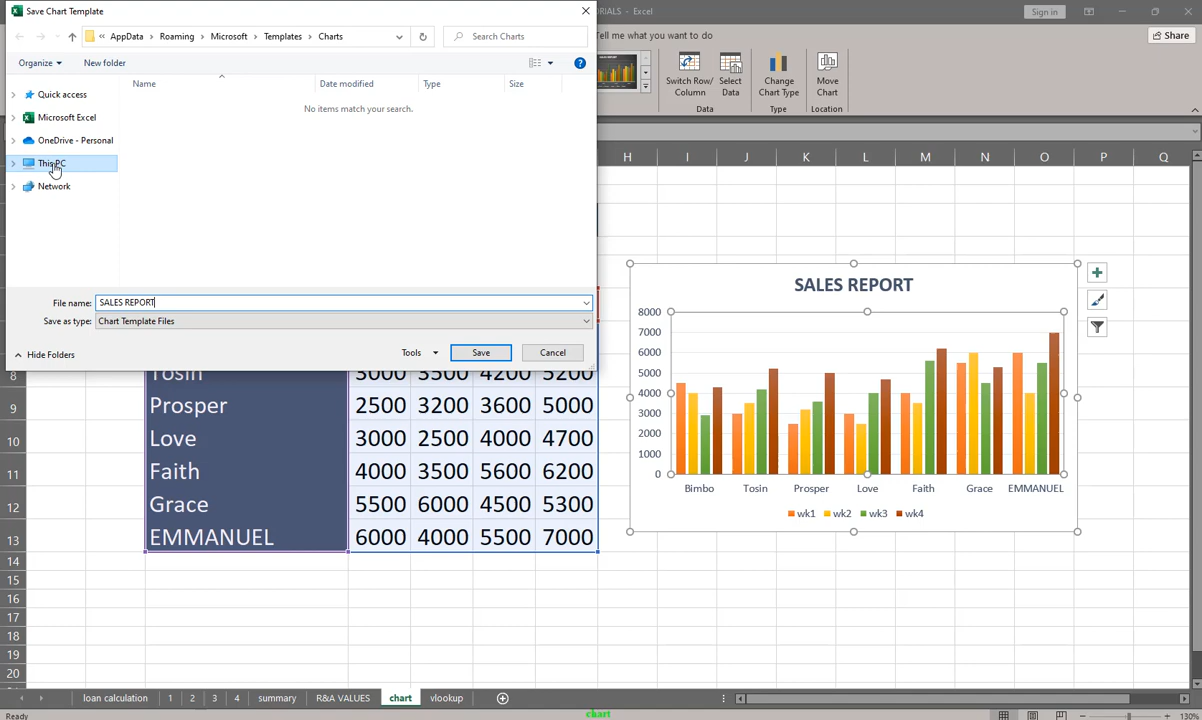 Save Chart Template
RIALS - Excel
Sign in
« AppData › Roaming › Microsoft › Templates › Charts
Search Charts
Tell me what you want to do
Share
Organize
New folder
Name
Date modified
Type
Size
No items match your search.
Quick access
Microsoft Excel
OneDrive - Personal
This PC
Network
Switch Row/
Column
Select
Data
Change
Chart Type
Move
Chart
Data
Type
Location
File name:
SALES REPORT
Save as type:
Chart Template Files
Hide Folders
Tools
Save
Cancel
H I J K L M N O P Q
8 Tosin 3000 3500 4200 5200
9 Prosper 2500 3200 3600 5000
10 Love 3000 2500 4000 4700
11 Faith 4000 3500 5600 6200
12 Grace 5500 6000 4500 5300
13 EMMANUEL 6000 4000 5500 7000
14
15
16
17
18
19
20
SALES REPORT
8000
7000
6000
5000
4000
3000
2000
1000
0
Bimbo Tosin Prosper Love Faith Grace EMMANUEL
wk1 wk2 wk3 wk4
loan calculation 1 2 3 4 summary R&A VALUES chart vlookup
Ready
chart
130%